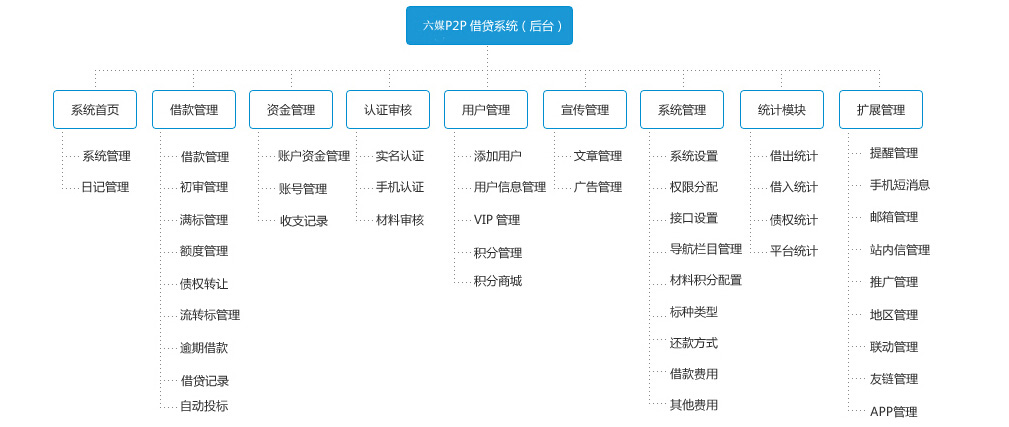 六媒P2P 借贷系统（后台）
系统首页
系统管理
日记管理
借款管理
借款管理
初审管理
满标管理
额度管理
债权转让
流转标管理
逾期借款
借贷记录
自动投标
资金管理
账户资金管理
账号管理
收支记录
认证审核
实名认证
手机认证
材料审核
用户管理
添加用户
用户信息管理
VIP 管理
积分管理
积分商城
宣传管理
文章管理
广告管理
系统管理
系统设置
权限分配
接口设置
导航栏目管理
材料积分配置
标种类型
还款方式
借款费用
其他费用
统计模块
借出统计
借入统计
债权统计
平台统计
扩展管理
提醒管理
手机短消息
邮箱管理
站内信管理
推广管理
地区管理
联动管理
友链管理
APP管理